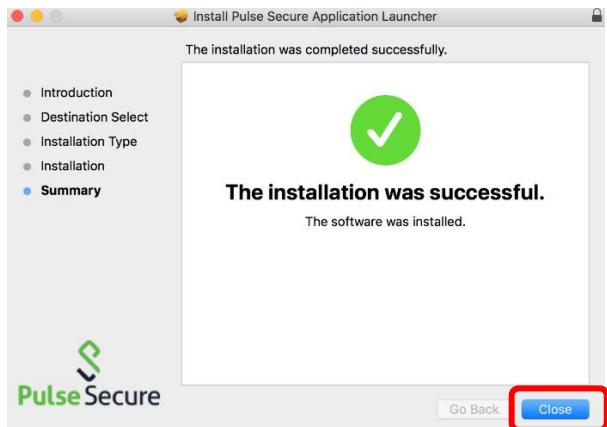 Install Pulse Secure Application Launcher
The installation was completed successfully.
Introduction
Destination Select
Installation Type
Installation
Summary
The installation was successful.
The software was installed.
Pulse Secure
Go Back
Close